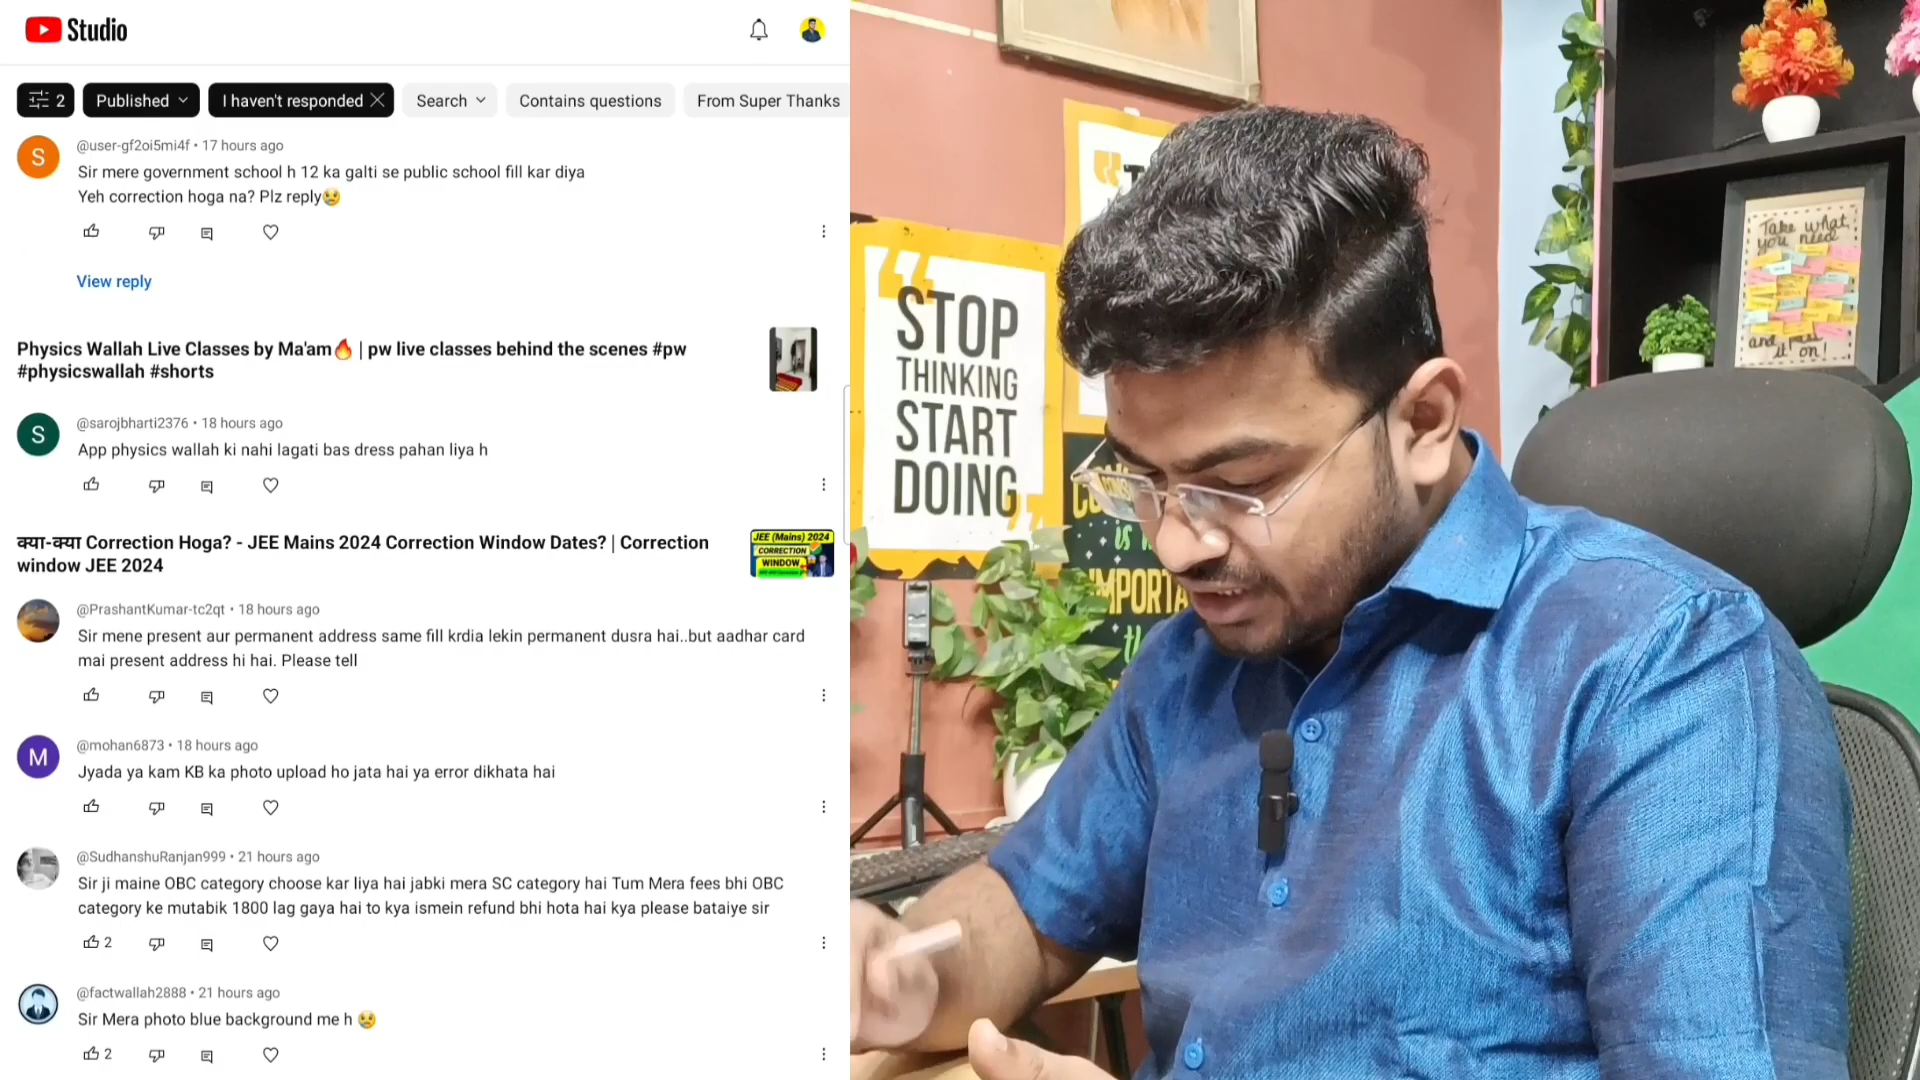 Studio
2
Published
I haven't responded
Search
Contains questions
From Super Thanks
S
@user-gf2oi5mi4f • 17 hours ago
Sir mere government school h 12 ka galti se public school fill kar diya
Yeh correction hoga na? Plz reply😢
View reply
Physics Wallah Live Classes by Ma'am🔥 | pw live classes behind the scenes #pw
#physicswallah #shorts
S
@sarojbharti2376 • 18 hours ago
App physics wallah ki nahi lagati bas dress pahan liya h
क्या-क्या Correction Hoga? - JEE Mains 2024 Correction Window Dates? | Correction
window JEE 2024
JEE (Mains) 2024
CORRECTION
WINDOW
@PrashantKumar-tc2qt • 18 hours ago
Sir mene present aur permanent address same fill krdia lekin permanent dusra hai..but aadhar card
mai present address hi hai. Please tell
M
@mohan6873 • 18 hours ago
Jyada ya kam KB ka photo upload ho jata hai ya error dikhata hai
@SudhanshuRanjan999 • 21 hours ago
Sir ji maine OBC category choose kar liya hai jabki mera SC category hai Tum Mera fees bhi OBC
category ke mutabik 1800 lag gaya hai to kya ismein refund bhi hota hai kya please bataiye sir
2
@factwallah2888 • 21 hours ago
Sir Mera photo blue background me h 😢
2
STOP
THINKING
START
DOING
is
IMPORTA
Take what
you need
and pass
it on!